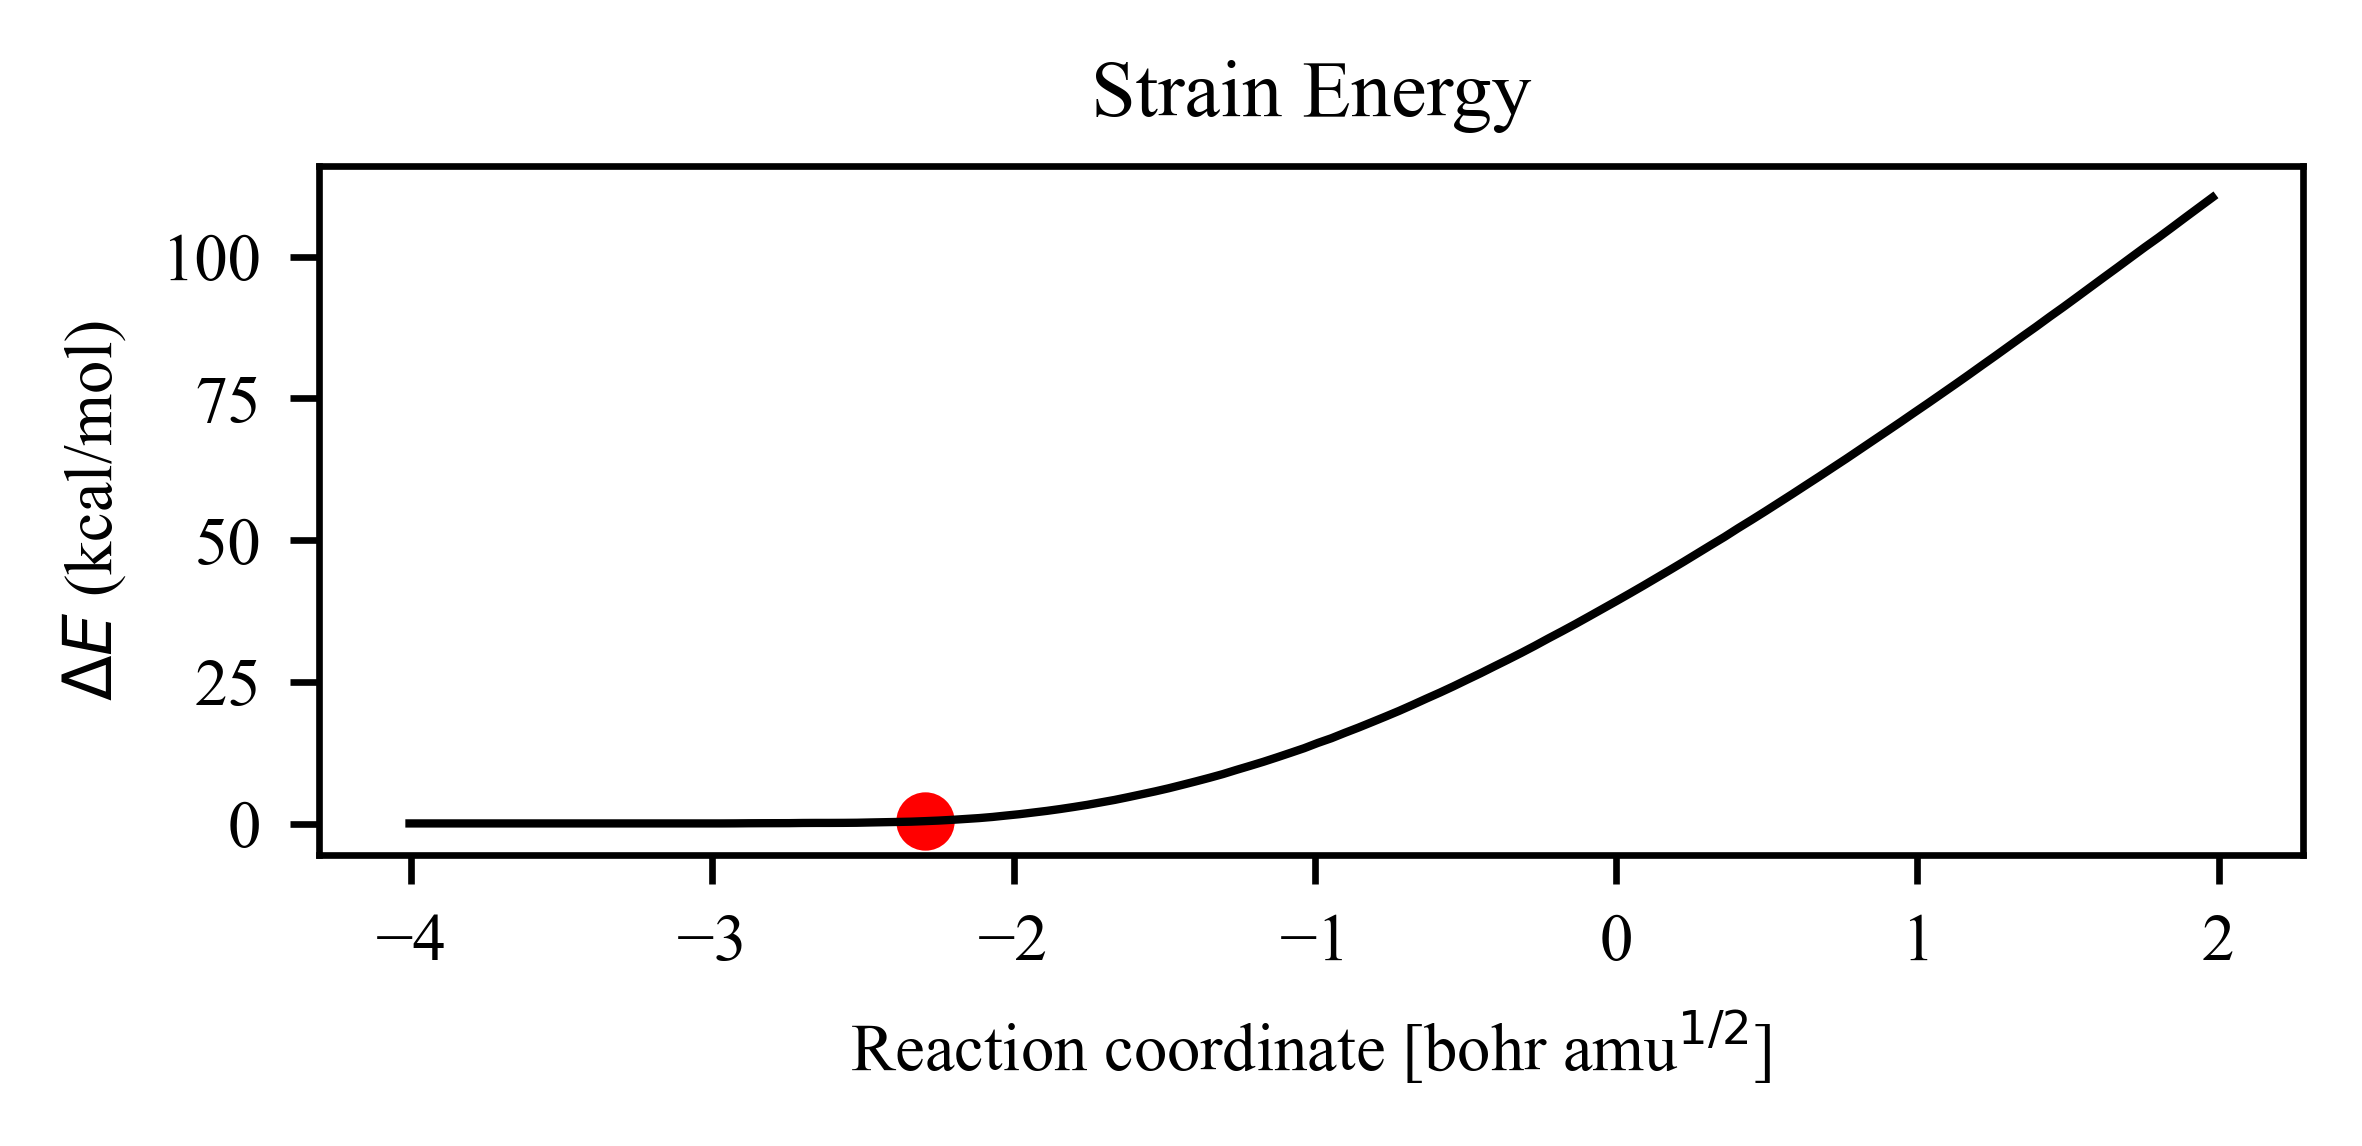 Strain Energy
ΔE (kcal/mol)
100
75
50
25
0
−4 −3 −2 −1 0 1 2
Reaction coordinate [bohr amu^1/2]